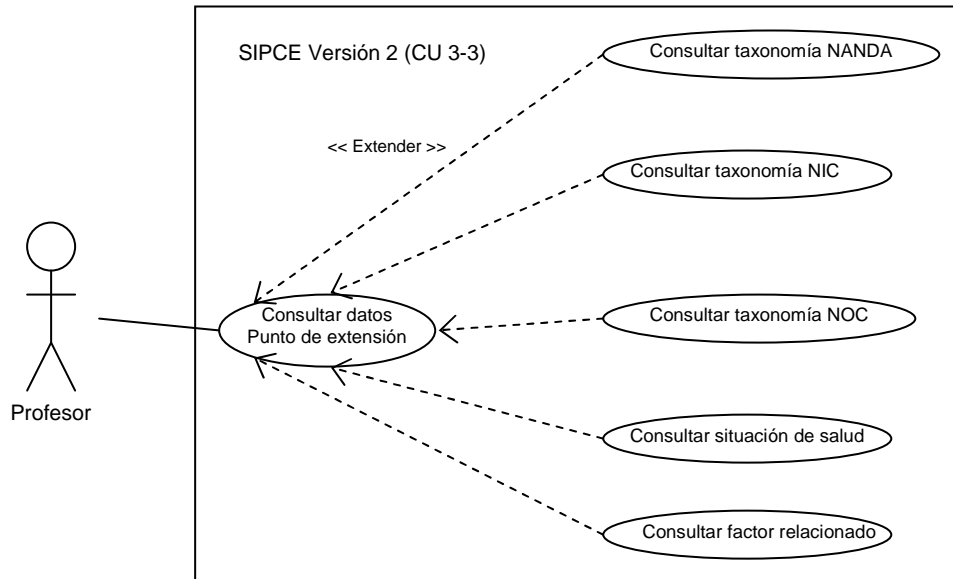 SIPCE Versión 2 (CU 3-3)
Consultar taxonomía NANDA
<< Extender >>
Consultar taxonomía NIC
Consultar datos
Punto de extensión
Consultar taxonomía NOC
Profesor
Consultar situación de salud
Consultar factor relacionado